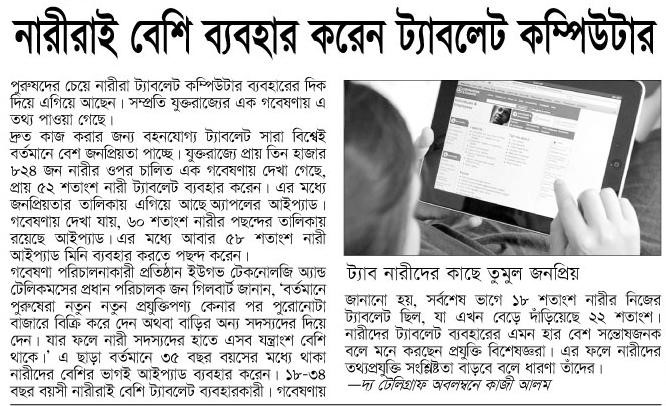 নারীরাই বেশি ব্যবহার করেন ট্যাবলেট কম্পিউটার
পুরুষদের চেয়ে নারীরা ট্যাবলেট কম্পিউটার ব্যবহারের দিক
দিয়ে এগিয়ে আছেন। সম্প্রতি যুক্তরাজ্যের এক গবেষণায় এ
তথ্য পাওয়া গেছে।
দ্রুত কাজ করার জন্য বহনযোগ্য ট্যাবলেট সারা বিশ্বেই
বর্তমানে বেশ জনপ্রিয়তা পাচ্ছে। যুক্তরাজ্যে প্রায় তিন হাজার
৮২৪ জন নারীর ওপর চালিত এক গবেষণায় দেখা গেছে,
প্রায় ৫২ শতাংশ নারী ট্যাবলেট ব্যবহার করেন। এর মধ্যে
জনপ্রিয়তার তালিকায় এগিয়ে আছে অ্যাপলের আইপ্যাড।
গবেষণায় দেখা যায়, ৬০ শতাংশ নারীর পছন্দের তালিকায়
রয়েছে আইপ্যাড। এর মধ্যে আবার ৫৮ শতাংশ নারী
আইপ্যাড মিনি ব্যবহার করতে পছন্দ করেন।
গবেষণা পরিচালনাকারী প্রতিষ্ঠান ইউগভ টেকনোলজি অ্যান্ড
টেলিকমসের প্রধান পরিচালক জন গিলবার্ট জানান, ‘বর্তমানে
পুরুষেরা নতুন নতুন প্রযুক্তিপণ্য কেনার পর পুরোনোটা
বাজারে বিক্রি করে দেন অথবা বাড়ির অন্য সদস্যদের দিয়ে
দেন। যার ফলে নারী সদস্যদের হাতে এসব যন্ত্রাংশ বেশি
থাকে।’ এ ছাড়া বর্তমানে ৩৫ বছর বয়সের মধ্যে থাকা
নারীদের বেশির ভাগই আইপ্যাড ব্যবহার করেন। ১৮-৩৪
বছর বয়সী নারীরাই বেশি ট্যাবলেট ব্যবহারকারী। গবেষণায়
ট্যাব নারীদের কাছে তুমুল জনপ্রিয়
জানানো হয়, সর্বশেষ ভাগে ১৮ শতাংশ নারীর নিজের
ট্যাবলেট ছিল, যা এখন বেড়ে দাঁড়িয়েছে ২২ শতাংশ।
নারীদের ট্যাবলেট ব্যবহারের এমন হার বেশ সন্তোষজনক
বলে মনে করছেন প্রযুক্তি বিশেষজ্ঞরা। এর ফলে নারীদের
তথ্যপ্রযুক্তি সংশ্লিষ্টতা বাড়বে বলে ধারণা তাঁদের।
—দ্য টেলিগ্রাফ অবলম্বনে কাজী আলম